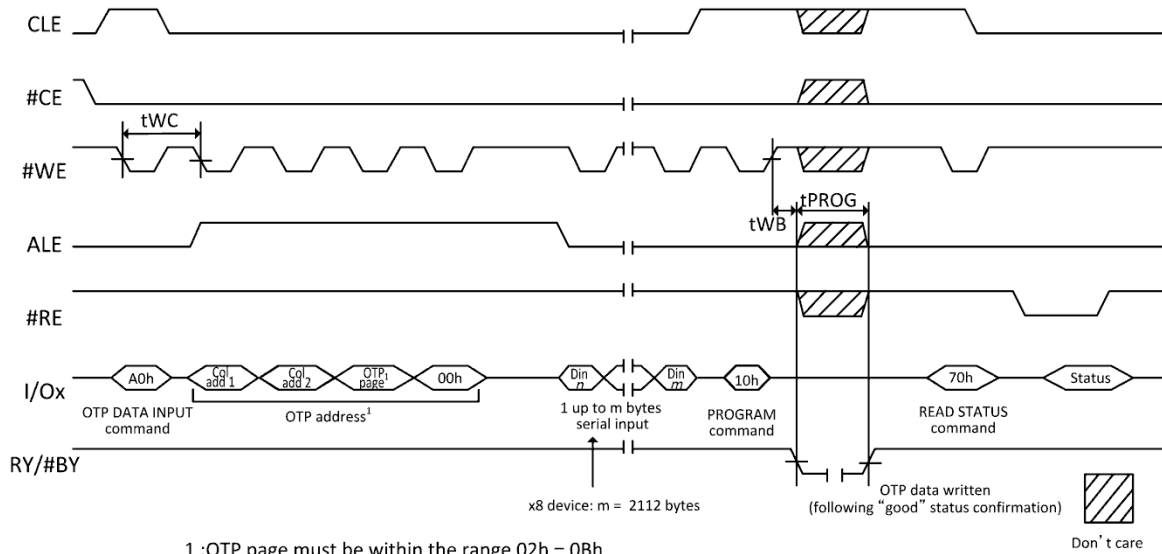 CLE
#CE
tWC
#WE
tWB
tPROG
ALE
#RE
I/Ox
A0h
Col
add 1
Col
add 2
OTP1
page
00h
Din
n
Din
m
10h
70h
Status
OTP DATA INPUT
command
OTP address1
1 up to m bytes
serial input
PROGRAM
command
READ STATUS
command
RY/#BY
x8 device: m = 2112 bytes
OTP data written
(following “good” status confirmation)
Don’t care
1 :OTP page must be within the range 02h – 0Bh